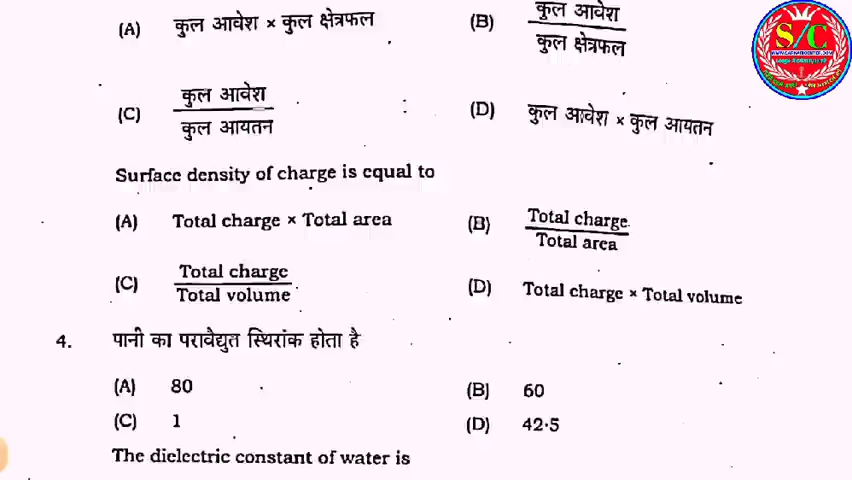 (A) कुल आवेश × कुल क्षेत्रफल (B) कुल आवेश / कुल क्षेत्रफल
(C) कुल आवेश / कुल आयतन (D) कुल आवेश × कुल आयतन
Surface density of charge is equal to
(A) Total charge × Total area (B) Total charge / Total area
(C) Total charge / Total volume (D) Total charge × Total volume
4. पानी का परावैद्युत स्थिरांक होता है
(A) 80 (B) 60
(C) 1 (D) 42·5
The dielectric constant of water is
S/C